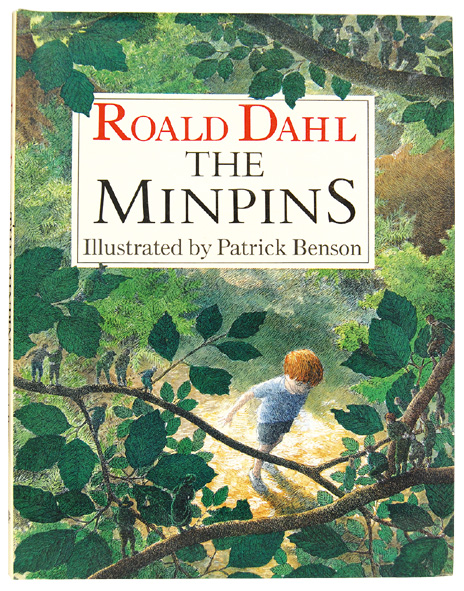 ROALD DAHL
THE
MINPINS
Illustrated by Patrick Benson